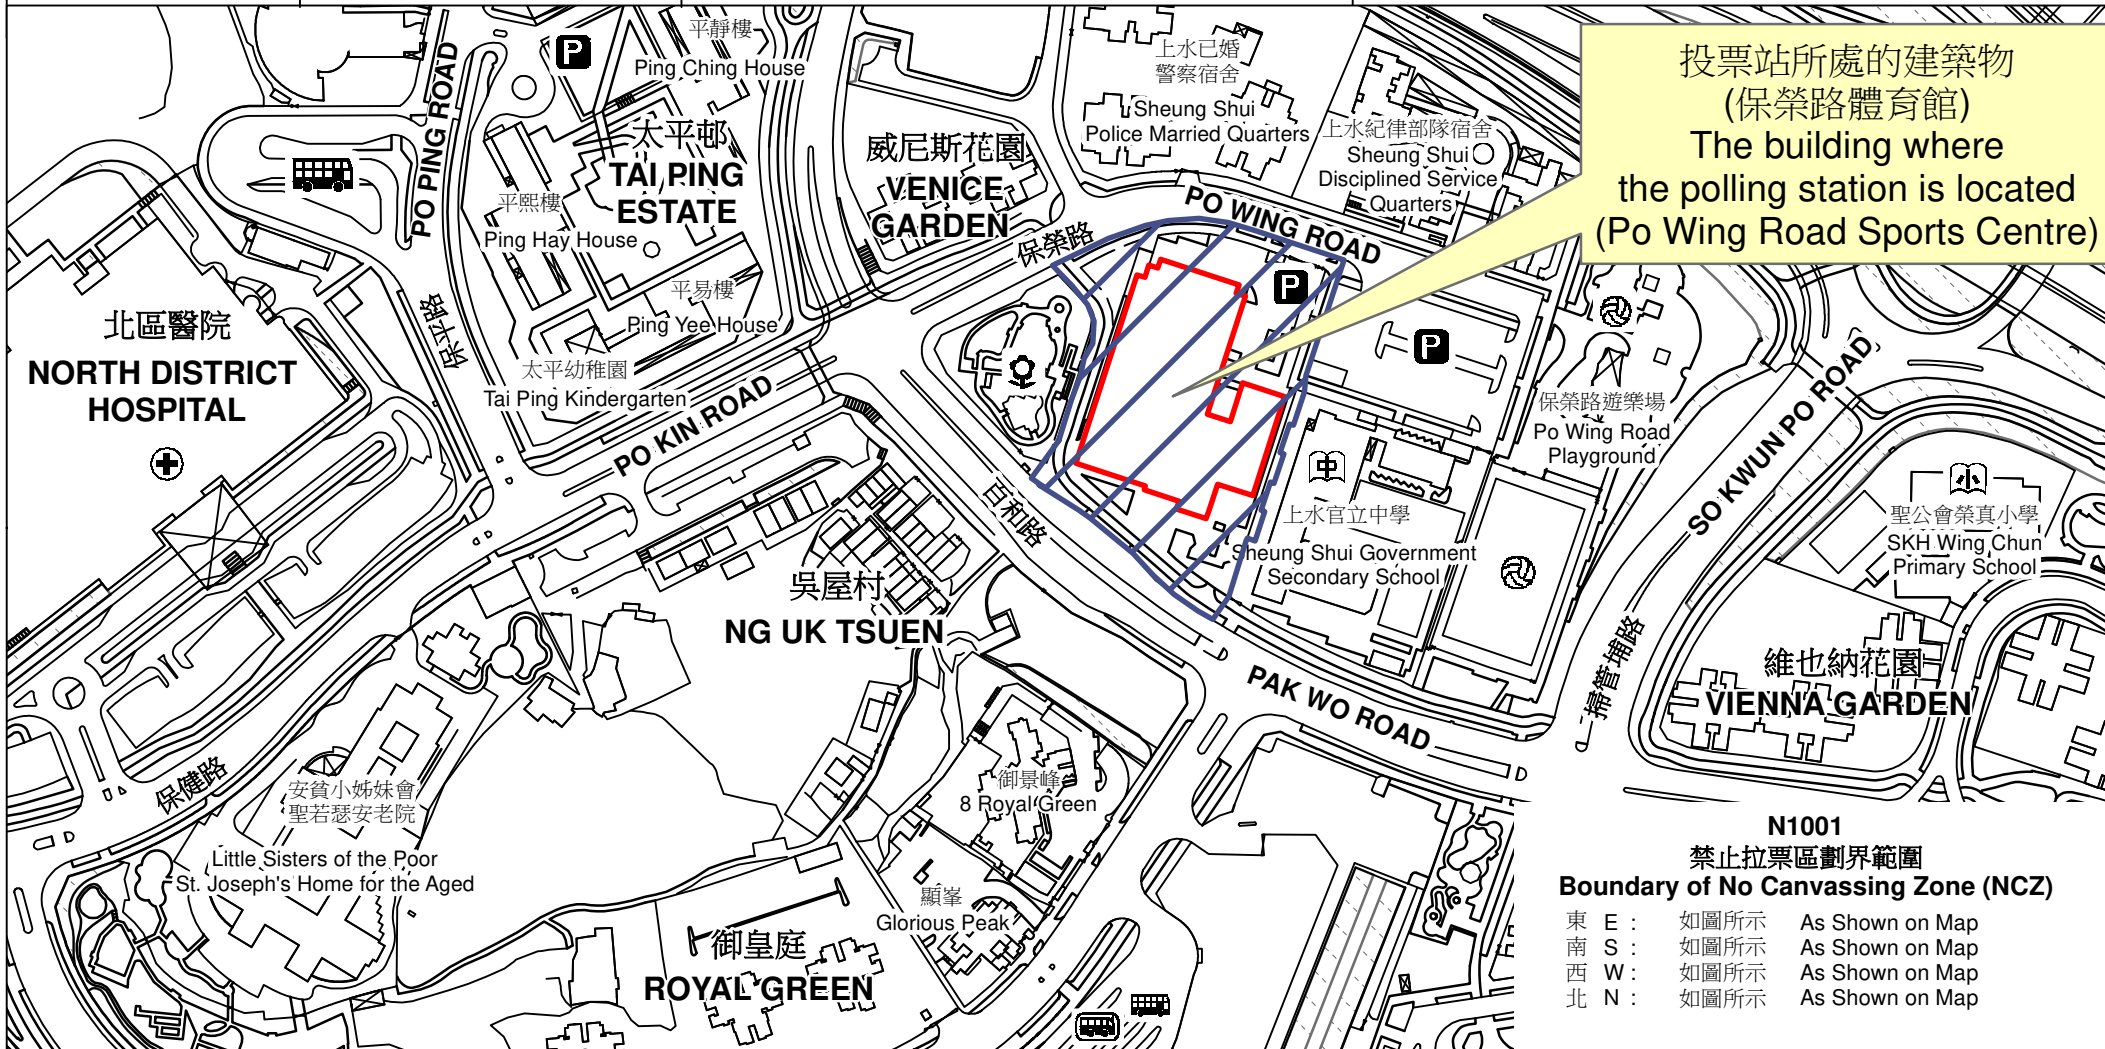 平靜樓
Ping Ching House
P
PO PING ROAD
太平邨
TAI PING
ESTATE
平熙樓
Ping Hay House
平易樓
Ping Yee House
太平幼稚園
Tai Ping Kindergarten
保平路
北區醫院
NORTH DISTRICT
HOSPITAL
威尼斯花園
VENICE
GARDEN
上水已婚
警察宿舍
Sheung Shui
Police Married Quarters
上水紀律部隊宿舍
Sheung Shui
Disciplined Service
Quarters
投票站所處的建築物
(保榮路體育館)
The building where
the polling station is located
(Po Wing Road Sports Centre)
保榮路
PO WING ROAD
P
P
保榮路遊樂場
Po Wing Road
Playground
SO KWUN PO ROAD
掃管埔路
PO KIN ROAD
百和路
中
上水官立中學
Sheung Shui Government
Secondary School
小
聖公會榮真小學
SKH Wing Chun
Primary School
吳屋村
NG UK TSUEN
PAK WO ROAD
維也納花園
VIENNA GARDEN
保健路
安貧小姊妹會
聖若瑟安老院
Little Sisters of the Poor
St. Joseph's Home for the Aged
御景峰
8 Royal Green
顯峯
Glorious Peak
御皇庭
ROYAL GREEN
N1001
禁止拉票區劃界範圍
Boundary of No Canvassing Zone (NCZ)
東 E : 如圖所示 As Shown on Map
南 S : 如圖所示 As Shown on Map
西 W : 如圖所示 As Shown on Map
北 N : 如圖所示 As Shown on Map